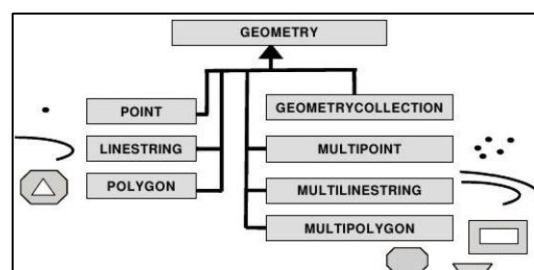 GEOMETRY
POINT
LINESTRING
POLYGON
GEOMETRYCOLLECTION
MULTIPOINT
MULTILINESTRING
MULTIPOLYGON